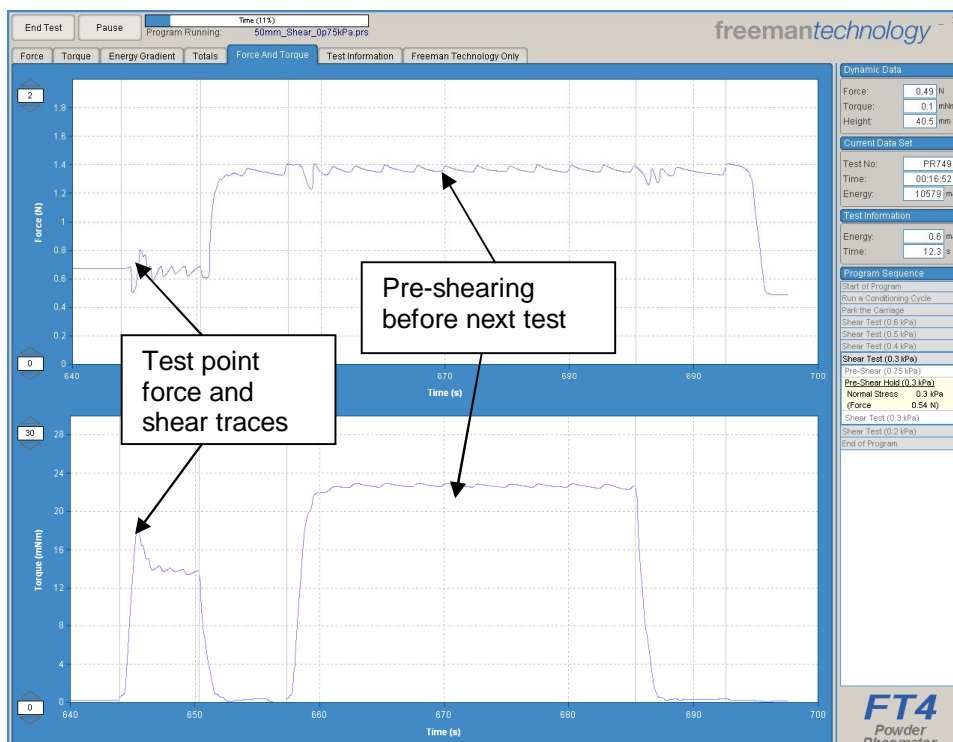 End Test
Pause
Time (11%)
Program Running: 50mm_Shear_0p75kPa.prs
freemantechnology
Force
Torque
Energy Gradient
Totals
Force And Torque
Test Information
Freeman Technology Only
2
1.8
1.6
1.4
1.2
1
0.8
0.6
0.4
0.2
0
0
Force (N)
640
670
680
690
700
Time (s)
Test point
force and
shear traces
Pre-shearing
before next test
30
28
24
20
16
12
8
4
0
0
Torque (mNm)
640
650
660
670
680
690
700
Time (s)
Dynamic Data
Force: 0.49 N
Torque: 0.1 mNm
Height: 40.5 mm
Current Data Set
Test No: PR749
Time: 00:16:52
Energy: 10579 m
Test Information
Energy: 0.6 m
Time: 12.3 s
Program Sequence
Start of Program
Run a Conditioning Cycle
Park the Carriage
Shear Test (0.6 kPa)
Shear Test (0.5 kPa)
Shear Test (0.4 kPa)
Shear Test (0.3 kPa)
Pre-Shear (0.75 kPa)
Pre-Shear Hold (0.3 kPa)
Normal Stress 0.3 kPa
(Force 0.54 N)
Shear Test (0.3 kPa)
Shear Test (0.2 kPa)
End of Program
FT4
Powder
Rheometer